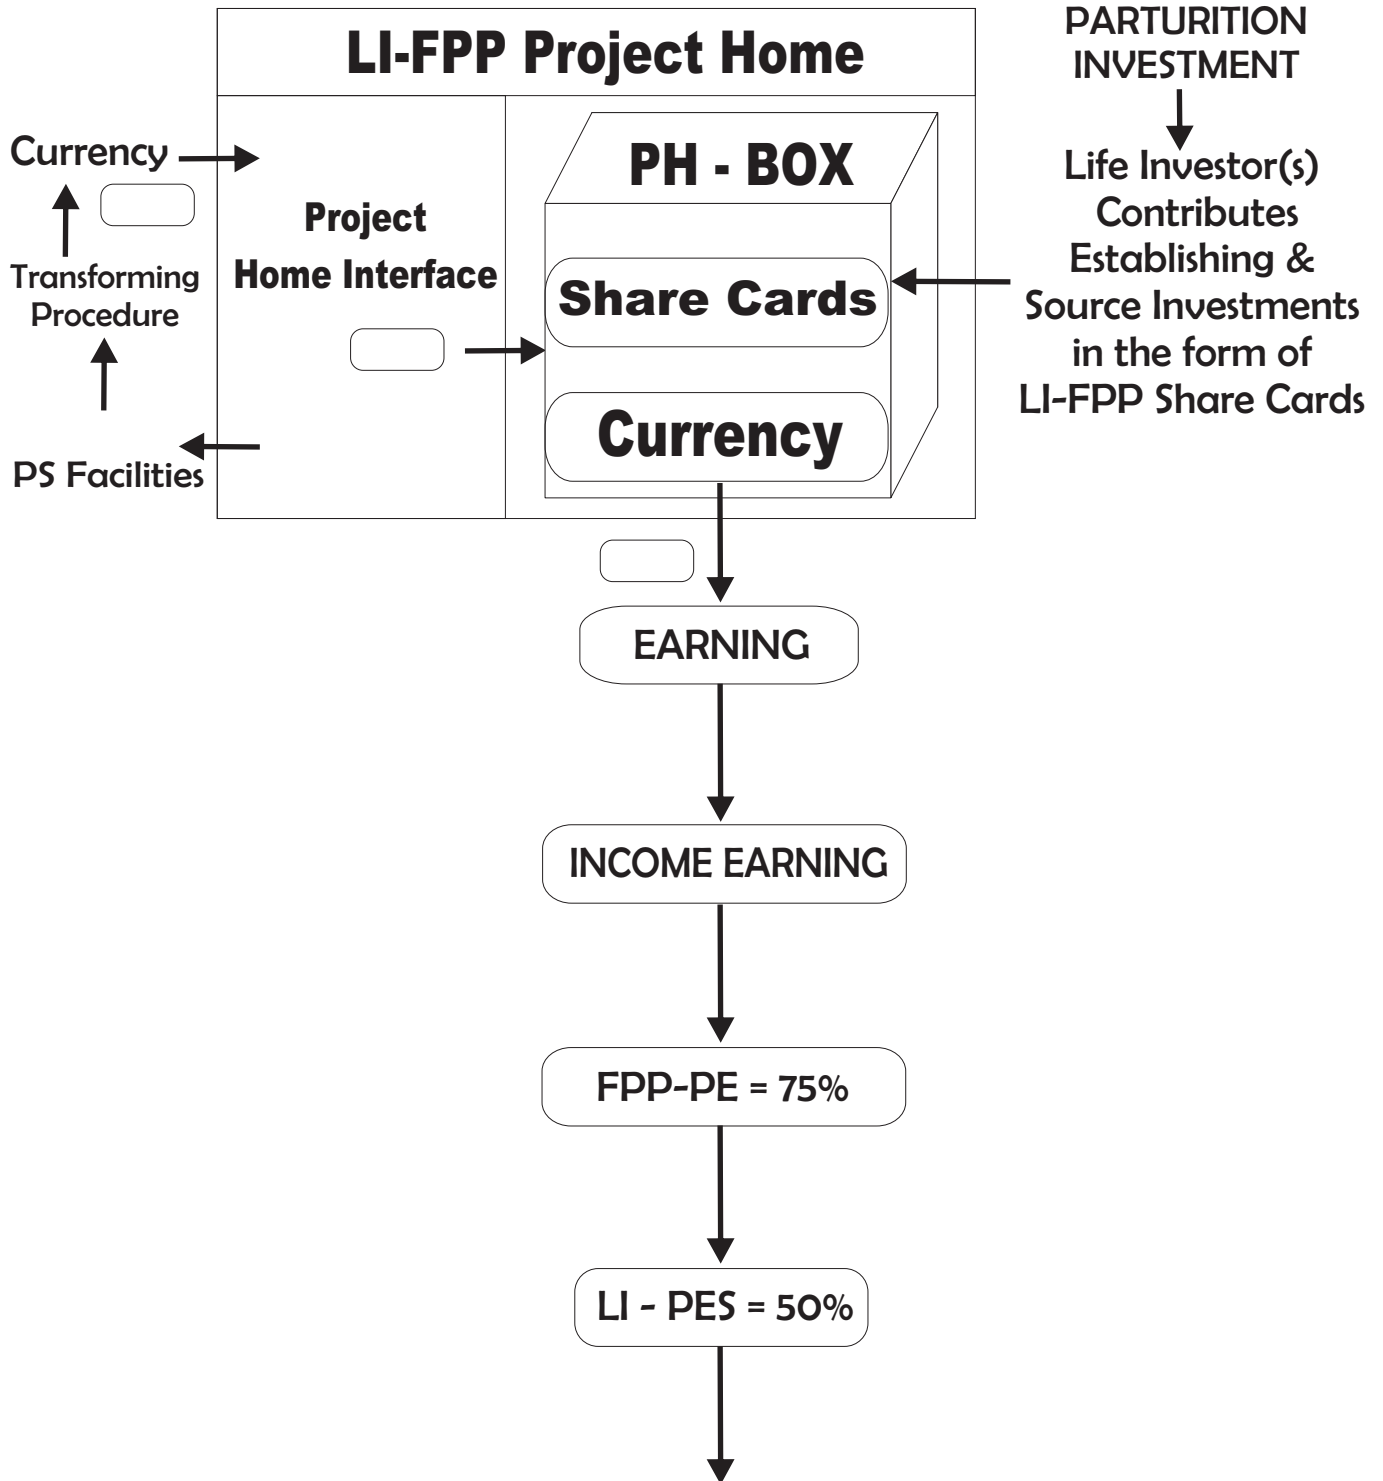 LI-FPP Project Home
PARTURITION
INVESTMENT
Currency
Transforming
Procedure
PS Facilities
Project
Home Interface
PH - BOX
Share Cards
Currency
Life Investor(s)
Contributes
Establishing &
Source Investments
in the form of
LI-FPP Share Cards
EARNING
INCOME EARNING
FPP-PE = 75%
LI - PES = 50%